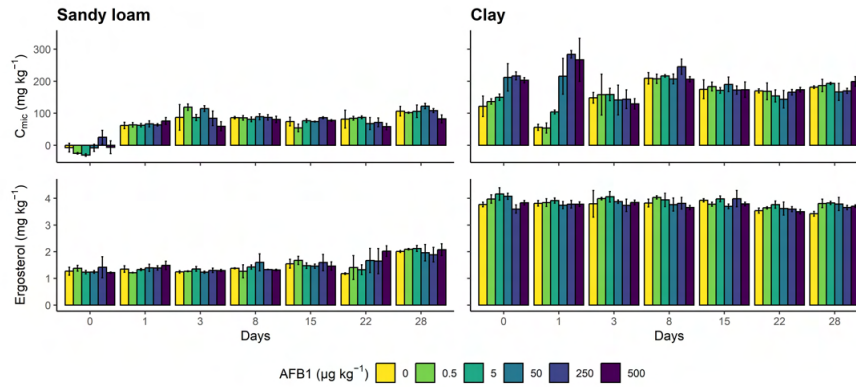 Sandy loam
Clay
Cmic (mg kg⁻¹)
300
200
100
0
Ergosterol (mg kg⁻¹)
4
3
2
1
0
0 1 3 8 15 22 28
0 1 3 8 15 22 28
Days
Days
AFB1 (µg kg⁻¹) 0 0.5 5 50 250 500